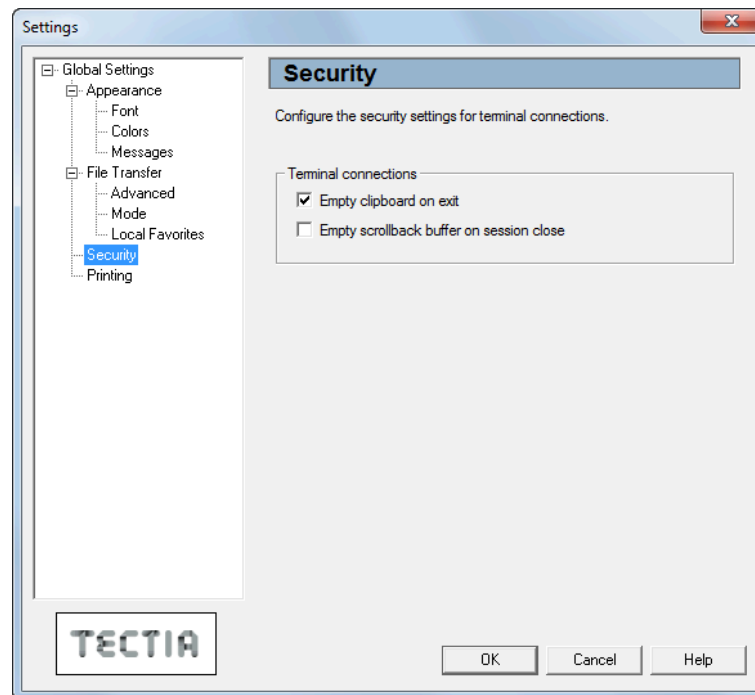 Settings
Global Settings
Appearance
Font
Colors
Messages
File Transfer
Advanced
Mode
Local Favorites
Security
Printing
Security
Configure the security settings for terminal connections.
Terminal connections
Empty clipboard on exit
Empty scrollback buffer on session close
TECTIA
OK
Cancel
Help